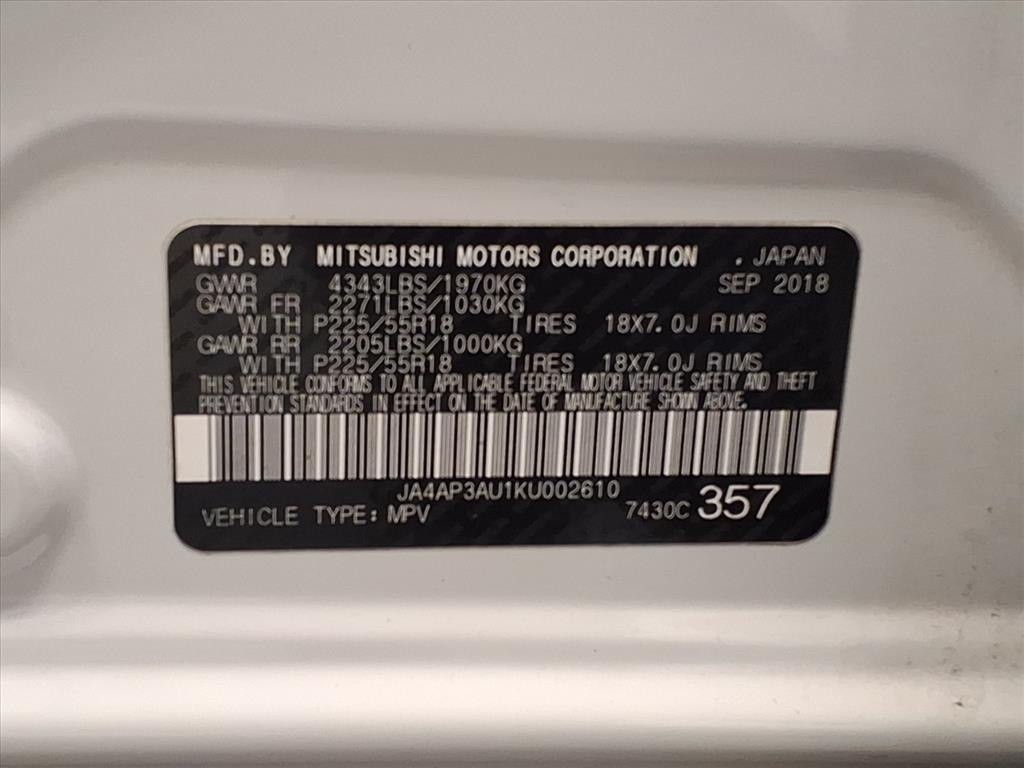 MFD.BY MITSUBISHI MOTORS CORPORATION . JAPAN
GVWR 4343LBS/1970KG SEP 2018
GAWR FR 2271LBS/1030KG
WITH P225/55R18 TIRES 18X7.0J RIMS
GAWR RR 2205LBS/1000KG
WITH P225/55R18 TIRES 18X7.0J RIMS
THIS VEHICLE CONFORMS TO ALL APPLICABLE FEDERAL MOTOR VEHICLE SAFETY AND THEFT
PREVENTION STANDARDS IN EFFECT ON THE DATE OF MANUFACTURE SHOWN ABOVE.
JA4AP3AU1KU002610
VEHICLE TYPE: MPV 7430C 357